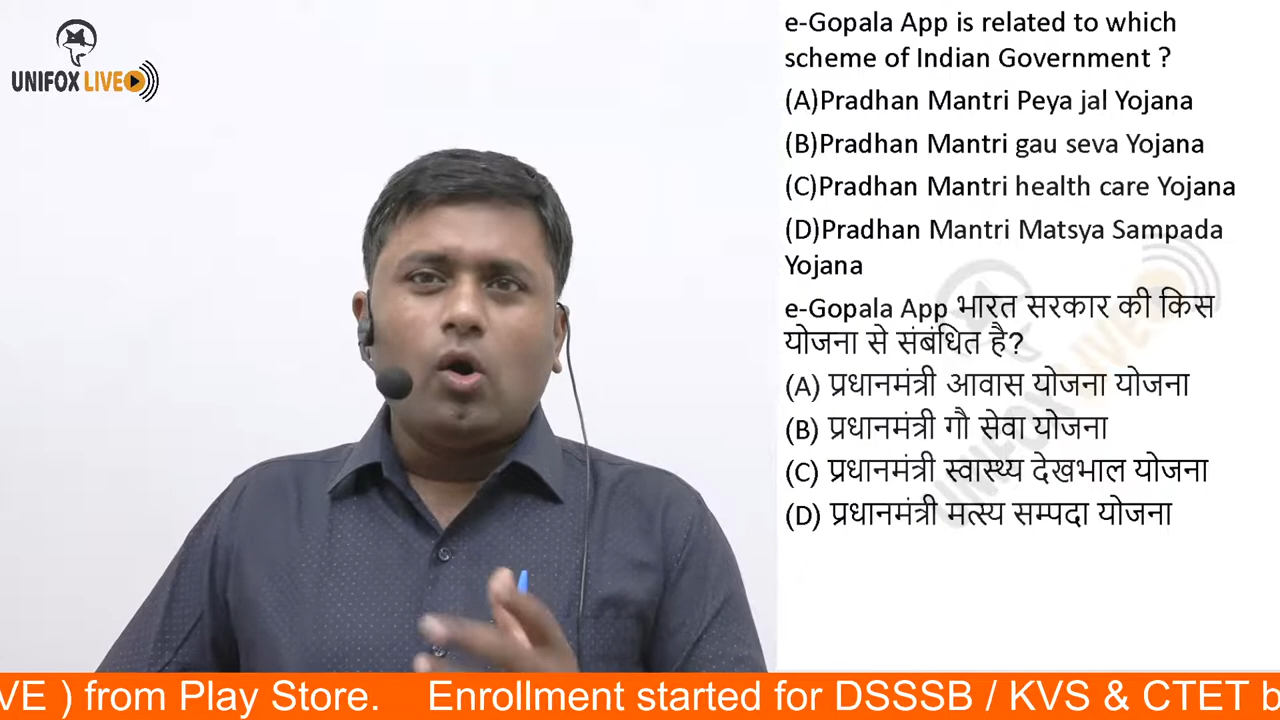 UNIFOX LIVE
e-Gopala App is related to which
scheme of Indian Government ?
(A)Pradhan Mantri Peya jal Yojana
(B)Pradhan Mantri gau seva Yojana
(C)Pradhan Mantri health care Yojana
(D)Pradhan Mantri Matsya Sampada
Yojana
e-Gopala App भारत सरकार की किस
योजना से संबंधित है?
(A) प्रधानमंत्री आवास योजना योजना
(B) प्रधानमंत्री गौ सेवा योजना
(C) प्रधानमंत्री स्वास्थ्य देखभाल योजना
(D) प्रधानमंत्री मत्स्य सम्पदा योजना
UNIFOX LIVE
VE ) from Play Store. Enrollment started for DSSSB / KVS & CTET b